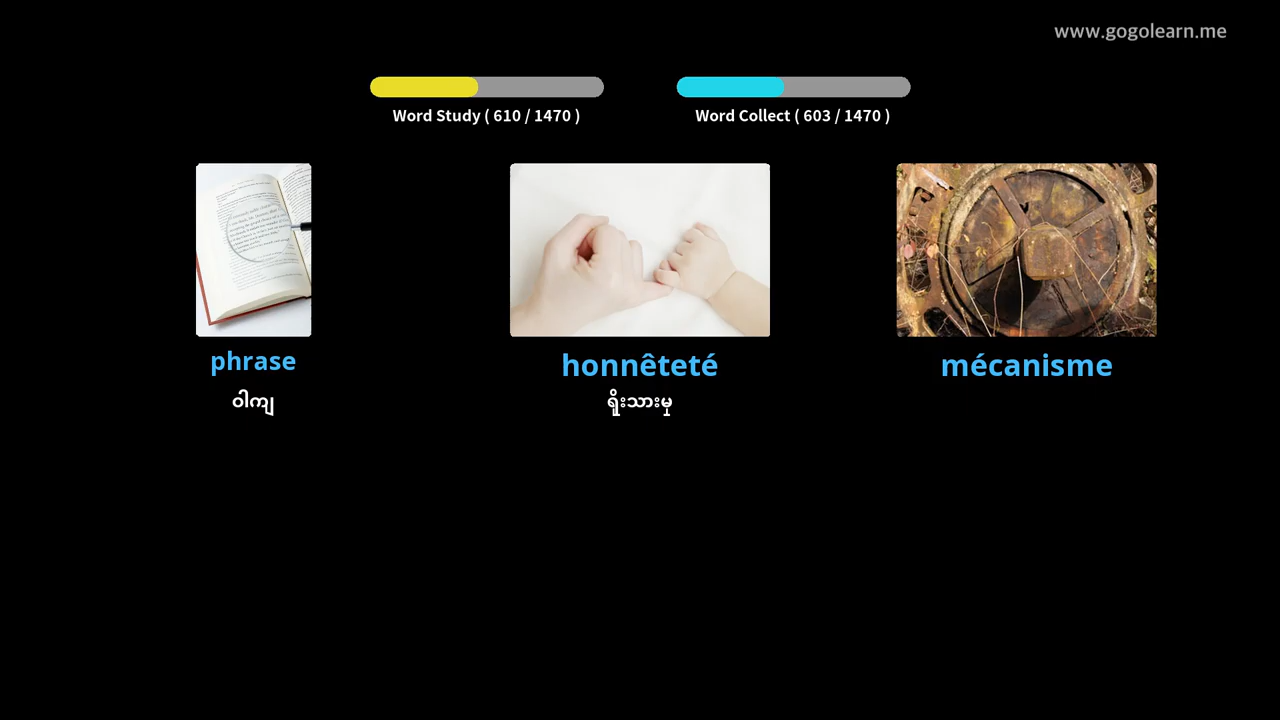 www.gogolearn.me
Word Study ( 610 / 1470 )
Word Collect ( 603 / 1470 )
phrase
honnêteté
mécanisme
ဝါကျ
ရိုးသားမှု